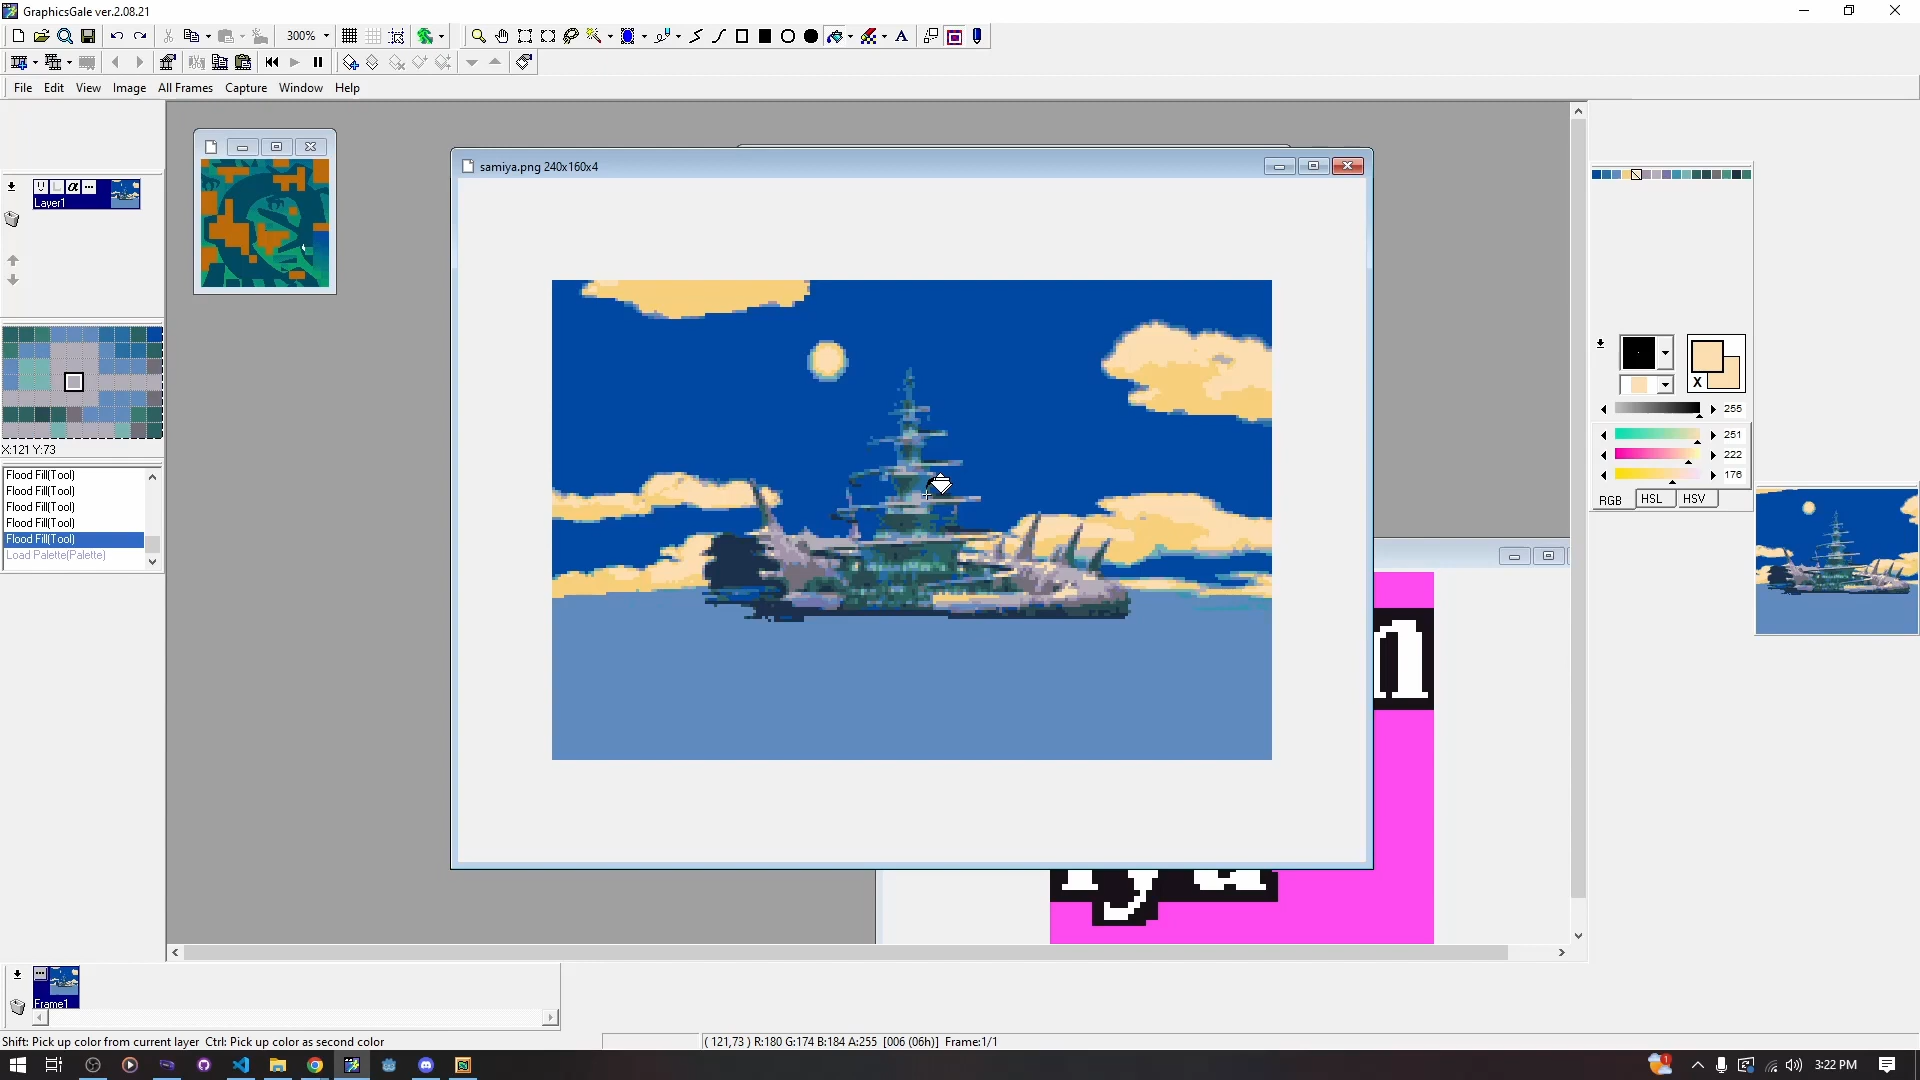 GraphicsGale ver.2.08.21
300%
File Edit View Image All Frames Capture Window Help
samiya.png 240x160x4
Layer1
X:121 Y:73
Flood Fill(Tool)
Flood Fill(Tool)
Flood Fill(Tool)
Flood Fill(Tool)
Flood Fill(Tool)
Load Palette(Palette)
X
255
251
222
176
RGB HSL HSV
n
ya
Frame1
Shift: Pick up color from current layer Ctrl: Pick up color as second color
( 121,73 ) R:180 G:174 B:184 A:255 [006 (06h)] Frame:1/1
3:22 PM